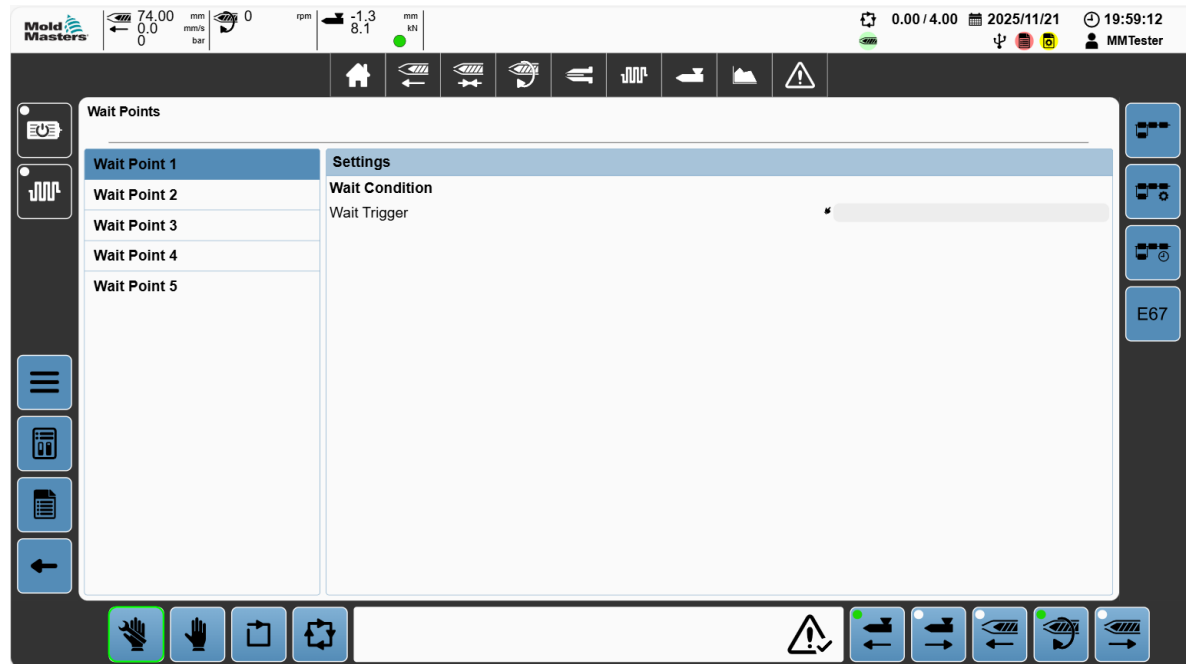 Mold
Masters
74.00 mm
0.0 mm/s
0 bar
0 rpm
-1.3 mm
8.1 kN
0.00 / 4.00 2025/11/21 19:59:12
MMTester
Wait Points
Wait Point 1
Wait Point 2
Wait Point 3
Wait Point 4
Wait Point 5
Settings
Wait Condition
Wait Trigger
E67